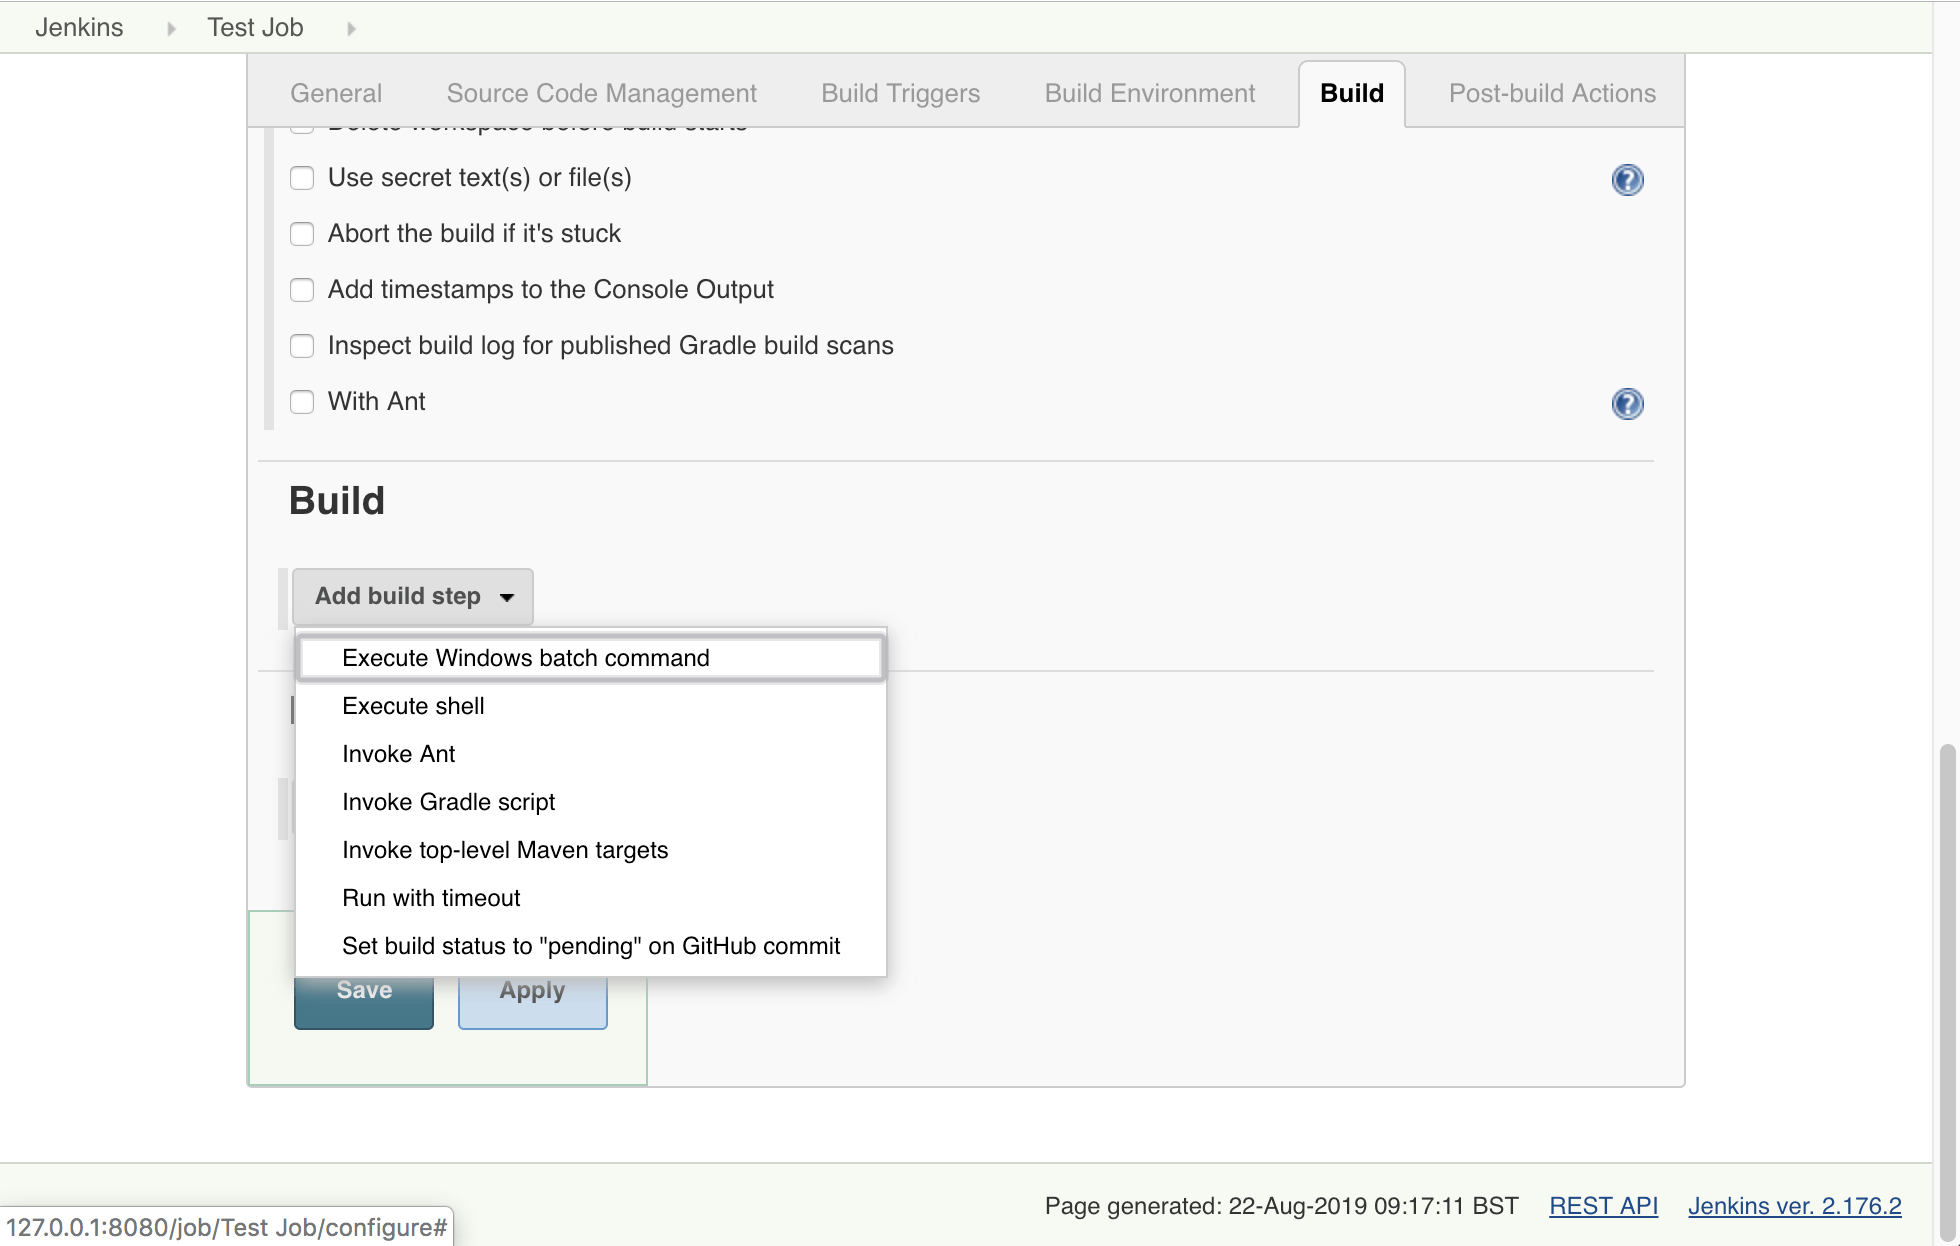 Jenkins Test Job
General Source Code Management Build Triggers Build Environment Build Post-build Actions
Delete workspace before build starts
Use secret text(s) or file(s)
Abort the build if it's stuck
Add timestamps to the Console Output
Inspect build log for published Gradle build scans
With Ant
Build
Add build step
Execute Windows batch command
Execute shell
Invoke Ant
Invoke Gradle script
Invoke top-level Maven targets
Run with timeout
Set build status to "pending" on GitHub commit
Save Apply
Page generated: 22-Aug-2019 09:17:11 BST REST API Jenkins ver. 2.176.2
127.0.0.1:8080/job/Test Job/configure#